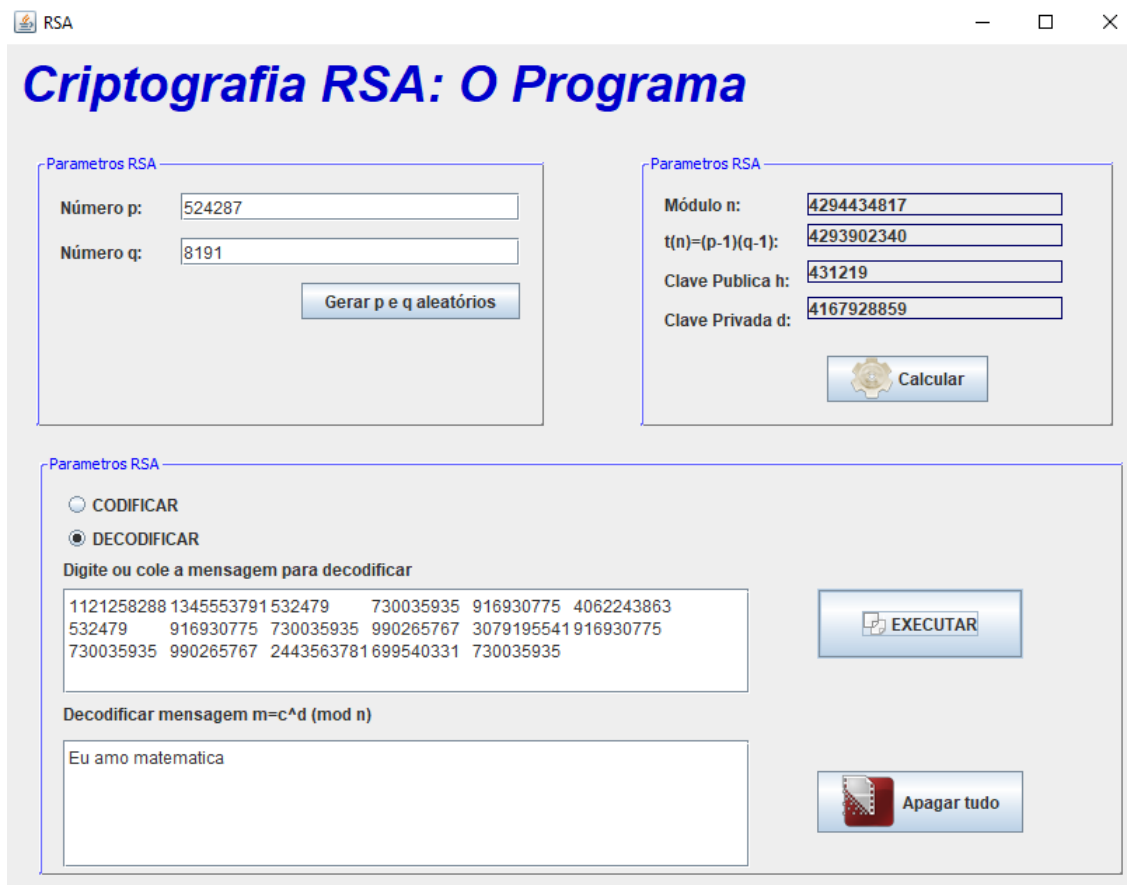 RSA
Criptografia RSA: O Programa
Parametros RSA
Número p:
524287
Número q:
8191
Gerar p e q aleatórios
Parametros RSA
Módulo n:
4294434817
t(n)=(p-1)(q-1):
4293902340
Clave Publica h:
431219
Clave Privada d:
4167928859
Calcular
Parametros RSA
CODIFICAR
DECODIFICAR
Digite ou cole a mensagem para decodificar
1121258288 1345553791 532479 730035935 916930775 4062243863
532479 916930775 730035935 990265767 3079195541 916930775
730035935 990265767 2443563781 699540331 730035935
EXECUTAR
Decodificar mensagem m=c^d (mod n)
Eu amo matematica
Apagar tudo